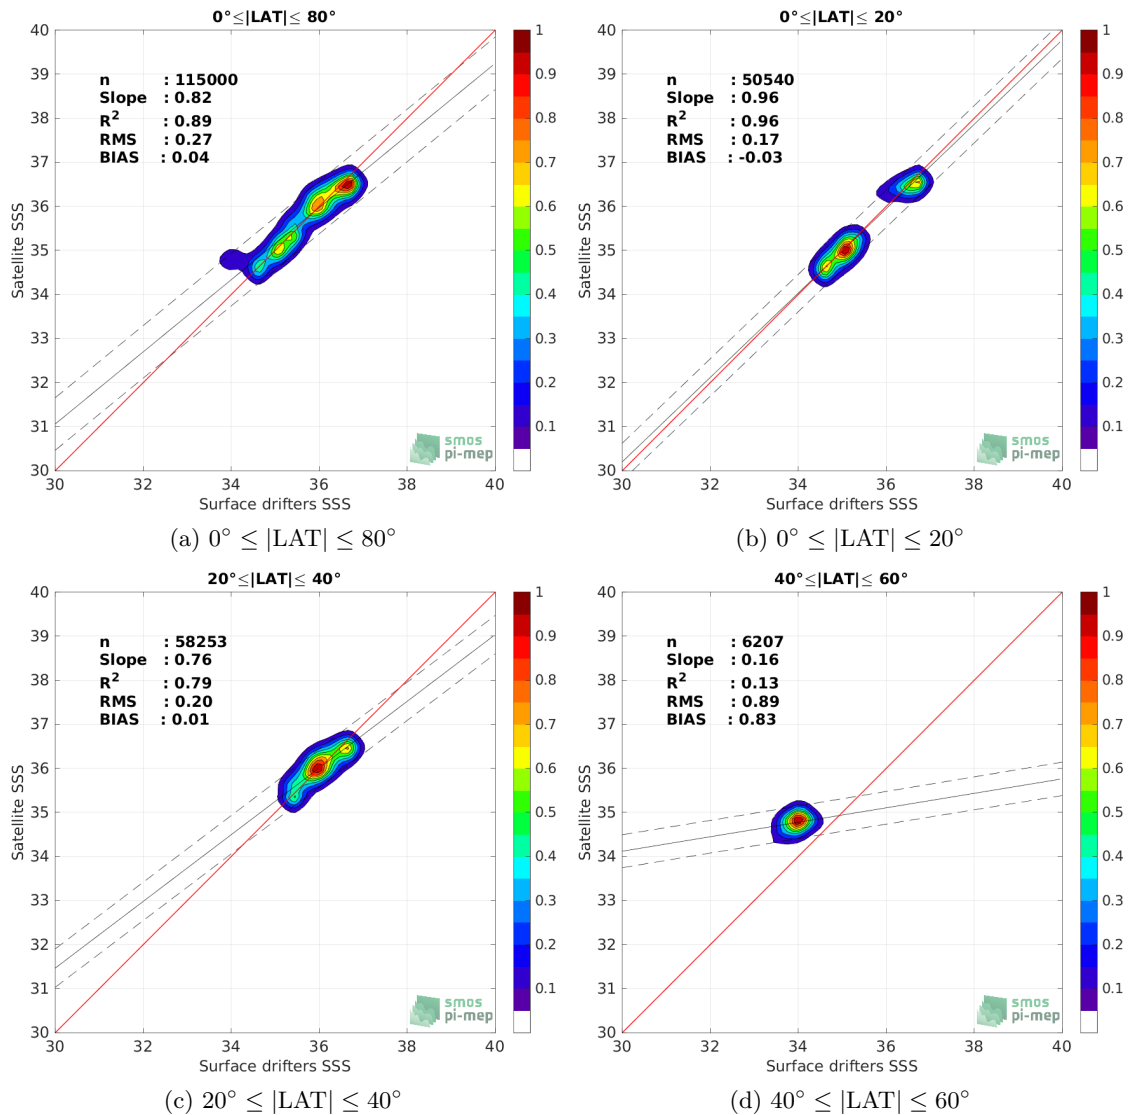 0°≤|LAT|≤ 80°
n : 115000
Slope : 0.82
R2 : 0.89
RMS : 0.27
BIAS : 0.04
Satellite SSS
40
39
38
37
36
35
34
33
32
31
30
30 32 34 36 38 40
Surface drifters SSS
1
0.9
0.8
0.7
0.6
0.5
0.4
0.3
0.2
0.1
smos
pi-mep
(a) 0° ≤ |LAT| ≤ 80°
0°≤|LAT|≤ 20°
n : 50540
Slope : 0.96
R2 : 0.96
RMS : 0.17
BIAS : -0.03
Satellite SSS
40
39
38
37
36
35
34
33
32
31
30
30 32 34 36 38 40
Surface drifters SSS
1
0.9
0.8
0.7
0.6
0.5
0.4
0.3
0.2
0.1
smos
pi-mep
(b) 0° ≤ |LAT| ≤ 20°
20°≤|LAT|≤ 40°
n : 58253
Slope : 0.76
R2 : 0.79
RMS : 0.20
BIAS : 0.01
Satellite SSS
40
39
38
37
36
35
34
33
32
31
30
30 32 34 36 38 40
Surface drifters SSS
1
0.9
0.8
0.7
0.6
0.5
0.4
0.3
0.2
0.1
smos
pi-mep
(c) 20° ≤ |LAT| ≤ 40°
40°≤|LAT|≤ 60°
n : 6207
Slope : 0.16
R2 : 0.13
RMS : 0.89
BIAS : 0.83
Satellite SSS
40
39
38
37
36
35
34
33
32
31
30
30 32 34 36 38 40
Surface drifters SSS
1
0.9
0.8
0.7
0.6
0.5
0.4
0.3
0.2
0.1
smos
pi-mep
(d) 40° ≤ |LAT| ≤ 60°